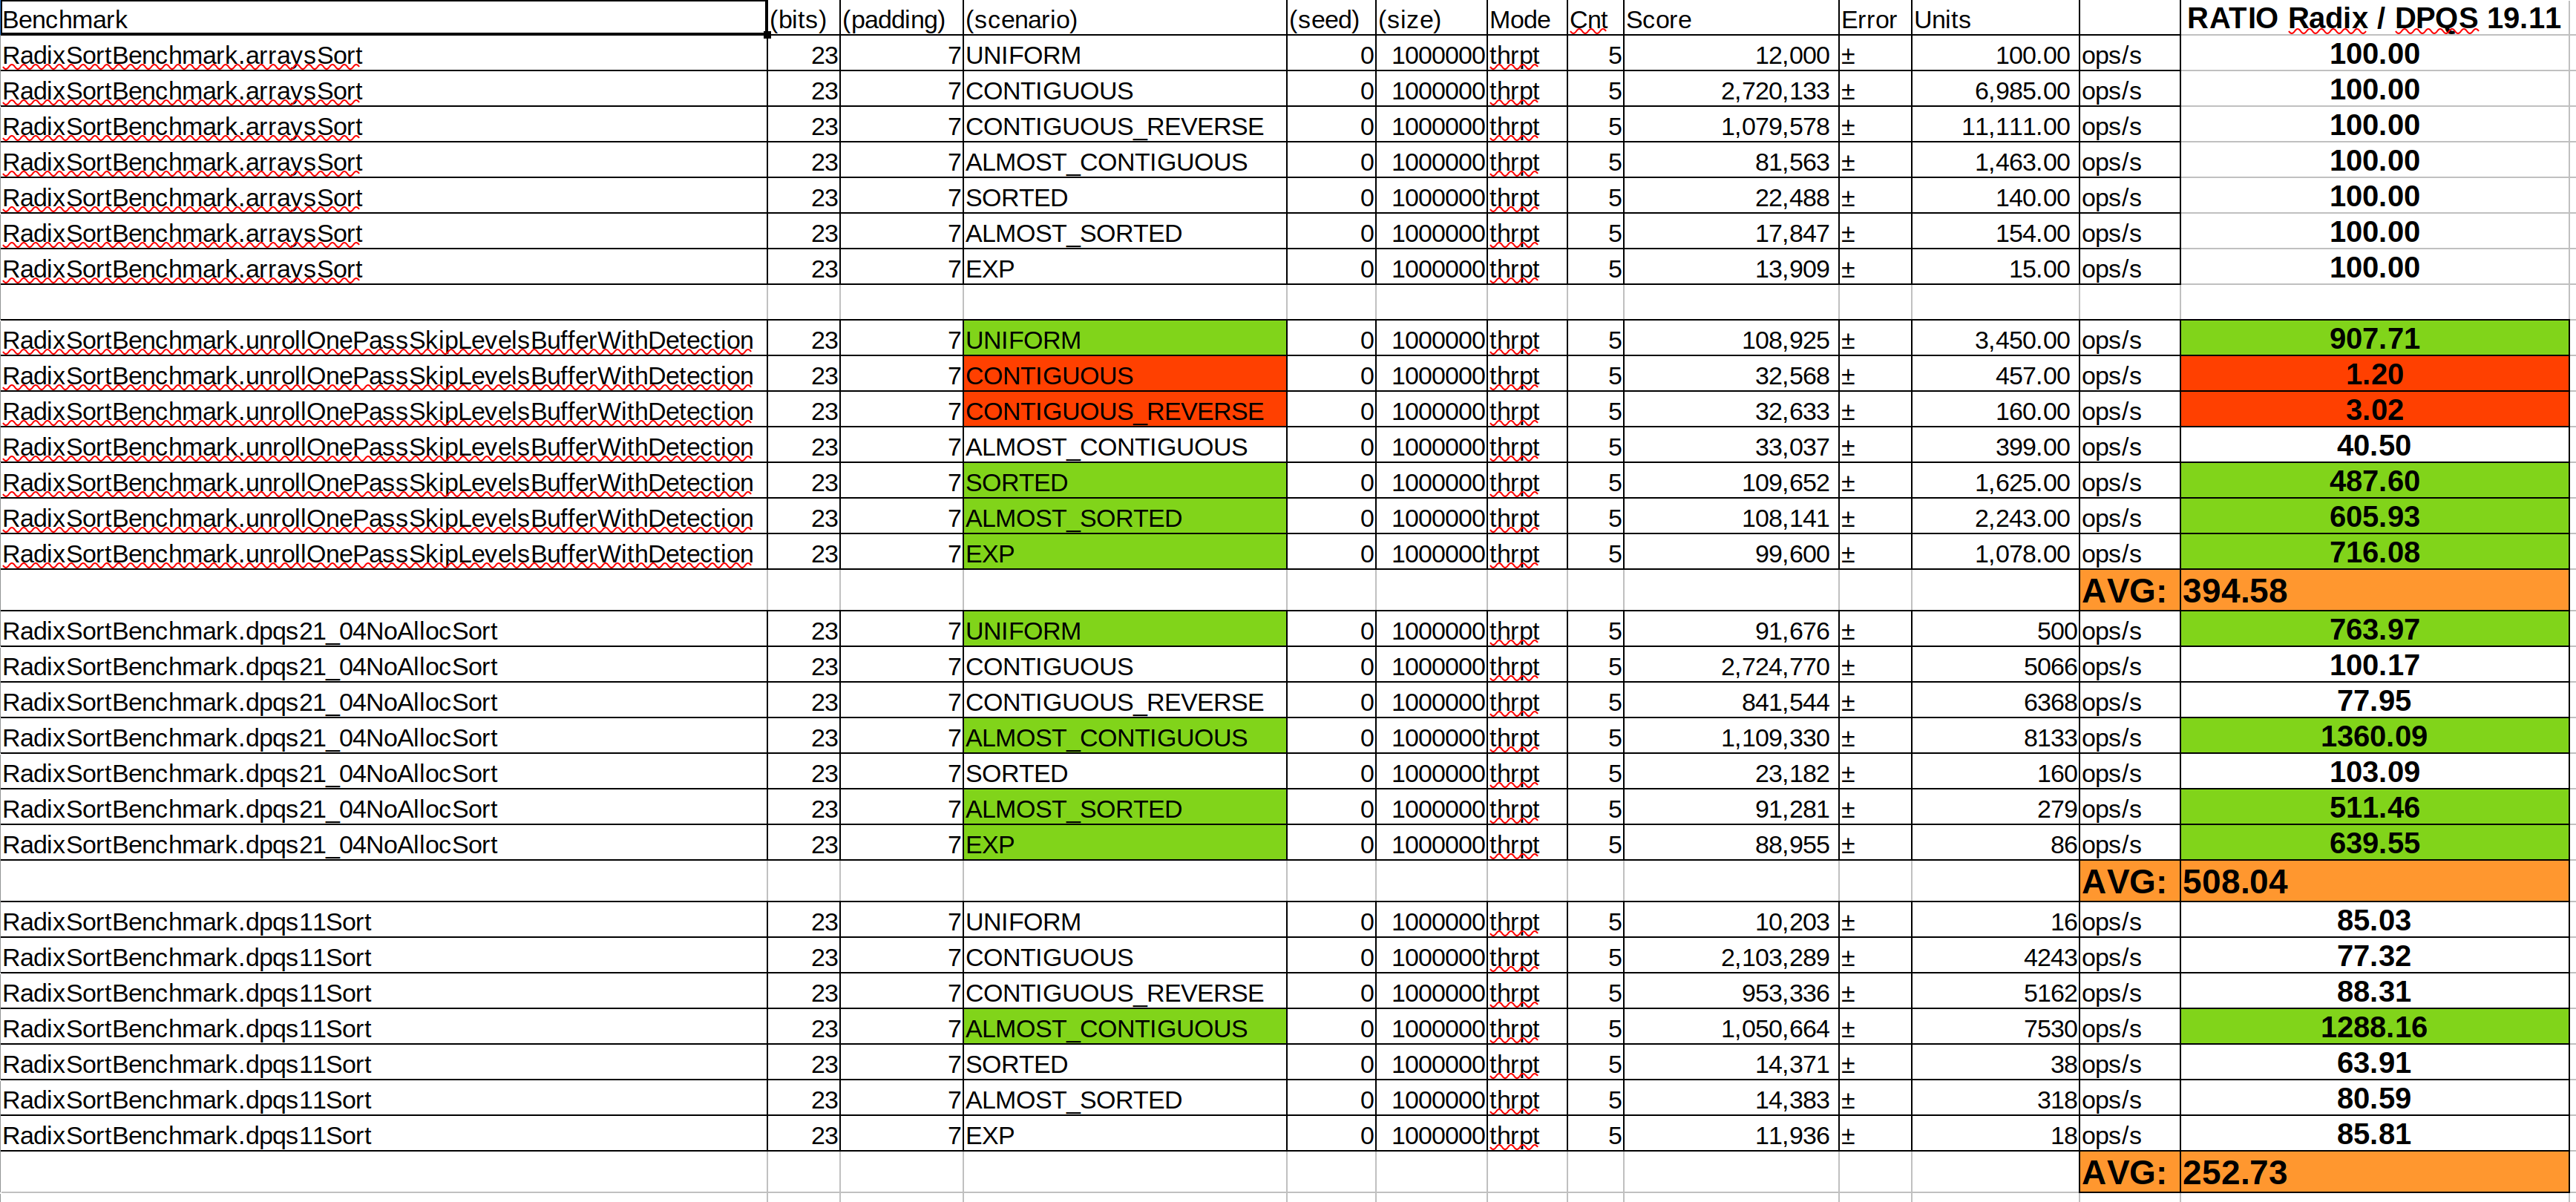 Benchmark (bits) (padding) (scenario) (seed) (size) Mode Cnt Score Error Units RATIO Radix / DPQS 19.11
RadixSortBenchmark.arraysSort 23 7 UNIFORM 0 1000000 thrpt 5 12,000 ± 100.00 ops/s 100.00
RadixSortBenchmark.arraysSort 23 7 CONTIGUOUS 0 1000000 thrpt 5 2,720,133 ± 6,985.00 ops/s 100.00
RadixSortBenchmark.arraysSort 23 7 CONTIGUOUS_REVERSE 0 1000000 thrpt 5 1,079,578 ± 11,111.00 ops/s 100.00
RadixSortBenchmark.arraysSort 23 7 ALMOST_CONTIGUOUS 0 1000000 thrpt 5 81,563 ± 1,463.00 ops/s 100.00
RadixSortBenchmark.arraysSort 23 7 SORTED 0 1000000 thrpt 5 22,488 ± 140.00 ops/s 100.00
RadixSortBenchmark.arraysSort 23 7 ALMOST_SORTED 0 1000000 thrpt 5 17,847 ± 154.00 ops/s 100.00
RadixSortBenchmark.arraysSort 23 7 EXP 0 1000000 thrpt 5 13,909 ± 15.00 ops/s 100.00
RadixSortBenchmark.unrollOnePassSkipLevelsBufferWithDetection 23 7 UNIFORM 0 1000000 thrpt 5 108,925 ± 3,450.00 ops/s 907.71
RadixSortBenchmark.unrollOnePassSkipLevelsBufferWithDetection 23 7 CONTIGUOUS 0 1000000 thrpt 5 32,568 ± 457.00 ops/s 1.20
RadixSortBenchmark.unrollOnePassSkipLevelsBufferWithDetection 23 7 CONTIGUOUS_REVERSE 0 1000000 thrpt 5 32,633 ± 160.00 ops/s 3.02
RadixSortBenchmark.unrollOnePassSkipLevelsBufferWithDetection 23 7 ALMOST_CONTIGUOUS 0 1000000 thrpt 5 33,037 ± 399.00 ops/s 40.50
RadixSortBenchmark.unrollOnePassSkipLevelsBufferWithDetection 23 7 SORTED 0 1000000 thrpt 5 109,652 ± 1,625.00 ops/s 487.60
RadixSortBenchmark.unrollOnePassSkipLevelsBufferWithDetection 23 7 ALMOST_SORTED 0 1000000 thrpt 5 108,141 ± 2,243.00 ops/s 605.93
RadixSortBenchmark.unrollOnePassSkipLevelsBufferWithDetection 23 7 EXP 0 1000000 thrpt 5 99,600 ± 1,078.00 ops/s 716.08
AVG: 394.58
RadixSortBenchmark.dpqs21_04NoAllocSort 23 7 UNIFORM 0 1000000 thrpt 5 91,676 ± 500 ops/s 763.97
RadixSortBenchmark.dpqs21_04NoAllocSort 23 7 CONTIGUOUS 0 1000000 thrpt 5 2,724,770 ± 5066 ops/s 100.17
RadixSortBenchmark.dpqs21_04NoAllocSort 23 7 CONTIGUOUS_REVERSE 0 1000000 thrpt 5 841,544 ± 6368 ops/s 77.95
RadixSortBenchmark.dpqs21_04NoAllocSort 23 7 ALMOST_CONTIGUOUS 0 1000000 thrpt 5 1,109,330 ± 8133 ops/s 1360.09
RadixSortBenchmark.dpqs21_04NoAllocSort 23 7 SORTED 0 1000000 thrpt 5 23,182 ± 160 ops/s 103.09
RadixSortBenchmark.dpqs21_04NoAllocSort 23 7 ALMOST_SORTED 0 1000000 thrpt 5 91,281 ± 279 ops/s 511.46
RadixSortBenchmark.dpqs21_04NoAllocSort 23 7 EXP 0 1000000 thrpt 5 88,955 ± 86 ops/s 639.55
AVG: 508.04
RadixSortBenchmark.dpqs11Sort 23 7 UNIFORM 0 1000000 thrpt 5 10,203 ± 16 ops/s 85.03
RadixSortBenchmark.dpqs11Sort 23 7 CONTIGUOUS 0 1000000 thrpt 5 2,103,289 ± 4243 ops/s 77.32
RadixSortBenchmark.dpqs11Sort 23 7 CONTIGUOUS_REVERSE 0 1000000 thrpt 5 953,336 ± 5162 ops/s 88.31
RadixSortBenchmark.dpqs11Sort 23 7 ALMOST_CONTIGUOUS 0 1000000 thrpt 5 1,050,664 ± 7530 ops/s 1288.16
RadixSortBenchmark.dpqs11Sort 23 7 SORTED 0 1000000 thrpt 5 14,371 ± 38 ops/s 63.91
RadixSortBenchmark.dpqs11Sort 23 7 ALMOST_SORTED 0 1000000 thrpt 5 14,383 ± 318 ops/s 80.59
RadixSortBenchmark.dpqs11Sort 23 7 EXP 0 1000000 thrpt 5 11,936 ± 18 ops/s 85.81
AVG: 252.73